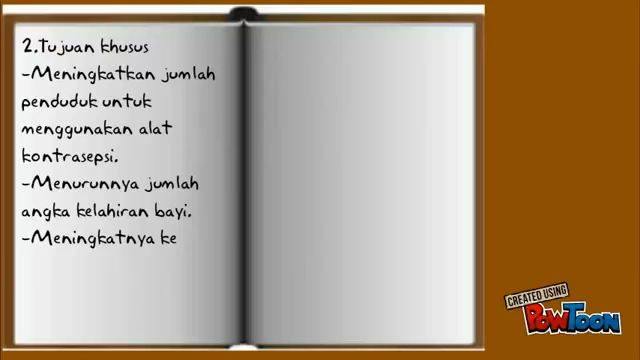 2.Tujuan khusus
-Meningkatkan jumlah
penduduk untuk
menggunakan alat
kontrasepsi.
-Menurunnya jumlah
angka kelahiran bayi.
-Meningkatnya ke
CREATED USING
POWTOON